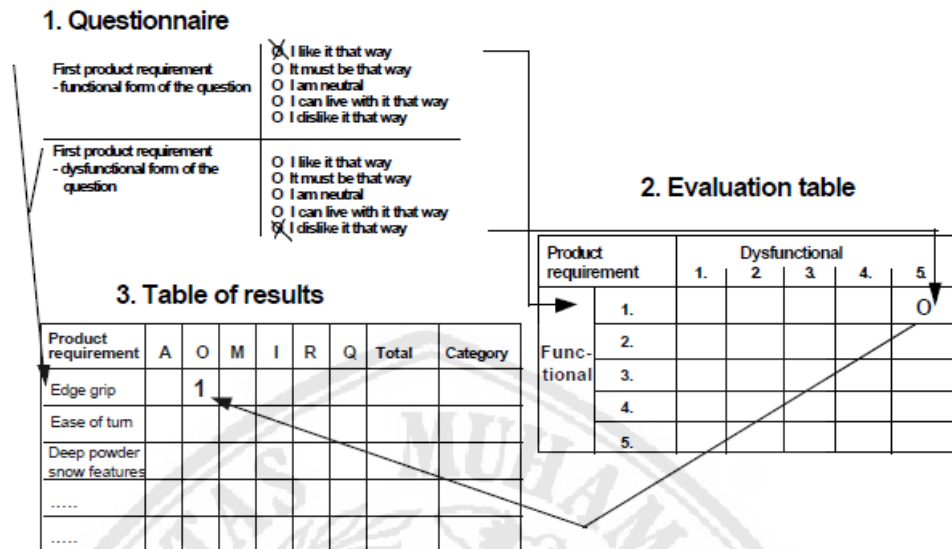 1. Questionnaire
First product requirement
- functional form of the question
O I like it that way
O It must be that way
O I am neutral
O I can live with it that way
O I dislike it that way
First product requirement
- dysfunctional form of the
question
O I like it that way
O It must be that way
O I am neutral
O I can live with it that way
O I dislike it that way
2. Evaluation table
Product
requirement
Dysfunctional
1. 2 3. 4. 5.
Func-
tional
1. O
2.
3.
4.
5.
3. Table of results
Product
requirement A O M I R Q Total Category
Edge grip 1
Ease of turn
Deep powder
snow features
.....
.....
TAS MUHAM